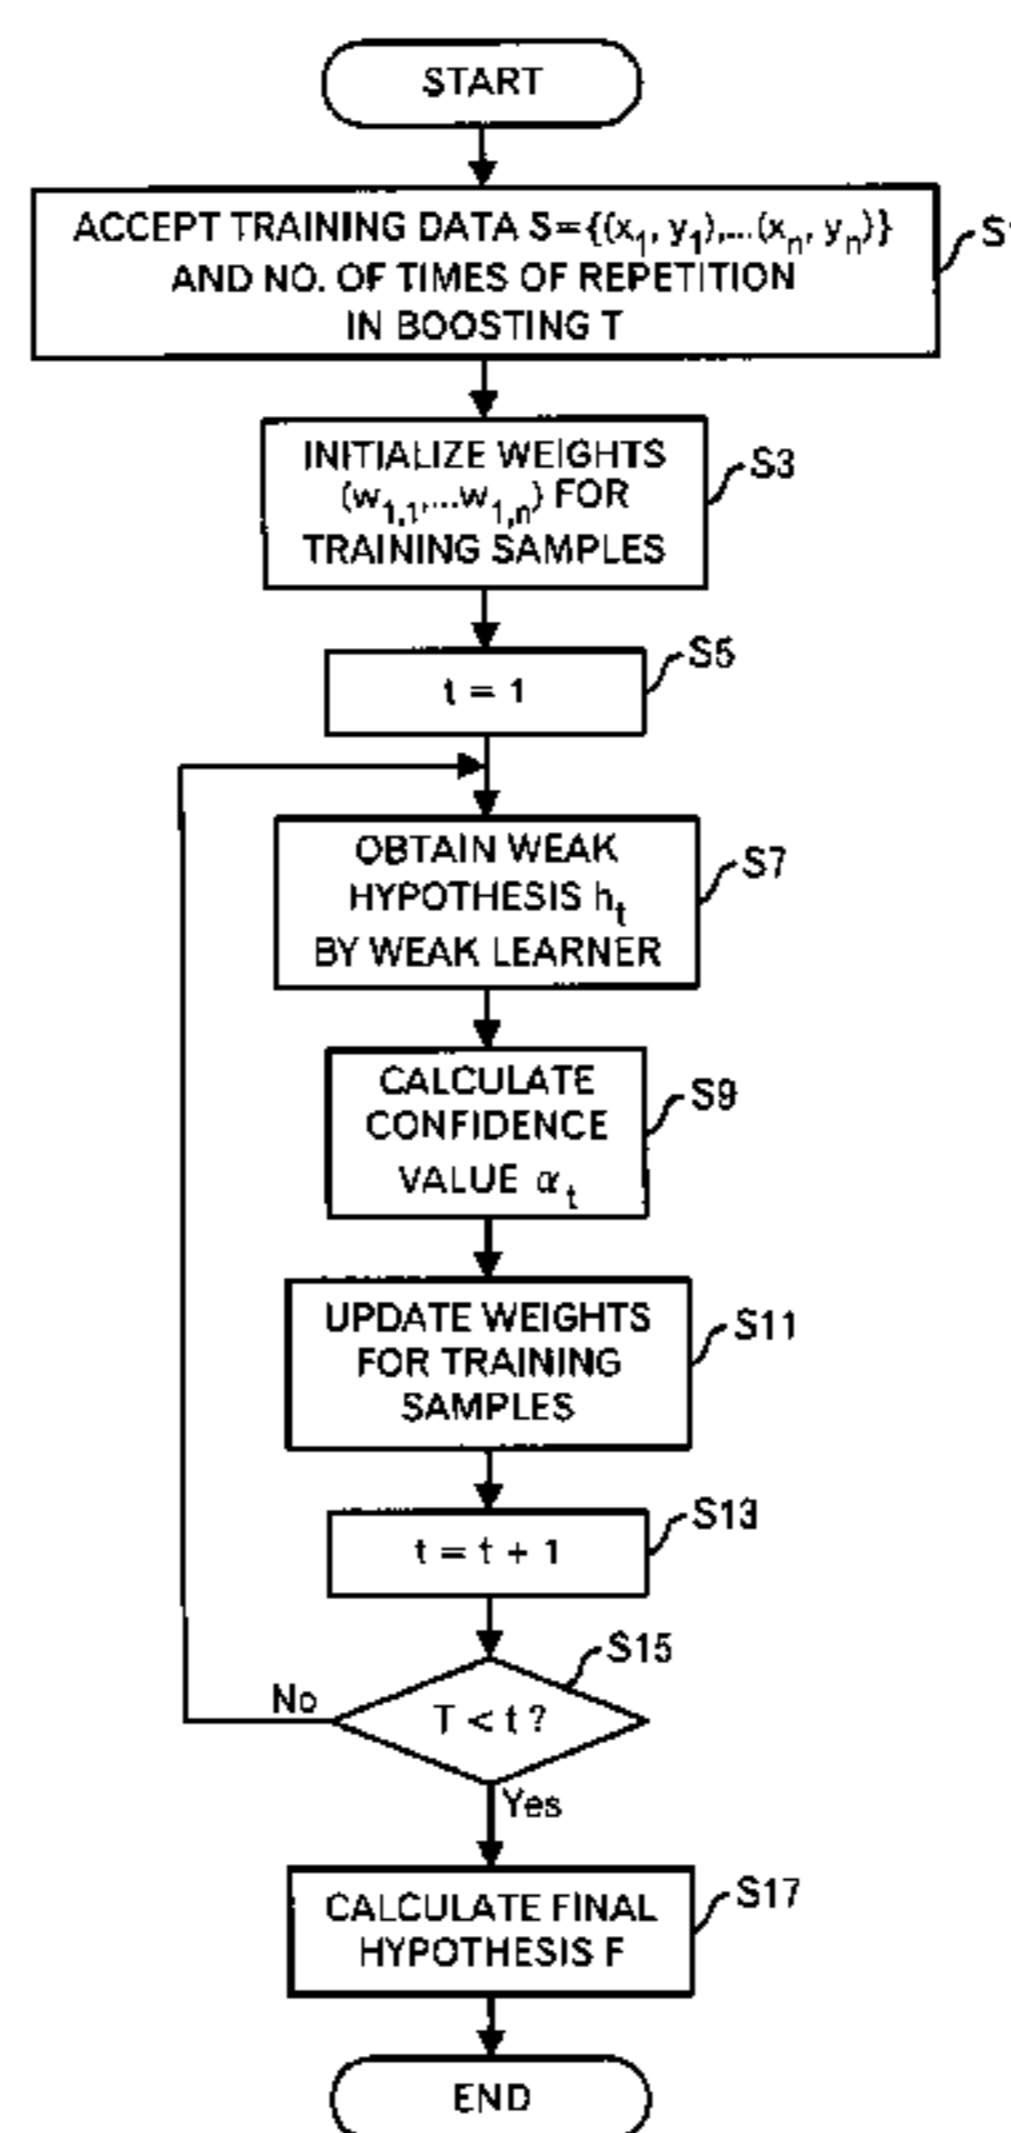 START
ACCEPT TRAINING DATA S={(x₁, y₁),...(xₙ, yₙ)}
AND NO. OF TIMES OF REPETITION
IN BOOSTING T
INITIALIZE WEIGHTS
(w₁,₁,...w₁,ₙ) FOR
TRAINING SAMPLES
S3
t = 1
S5
OBTAIN WEAK
HYPOTHESIS hₜ
BY WEAK LEARNER
S7
CALCULATE
CONFIDENCE
VALUE αₜ
S9
UPDATE WEIGHTS
FOR TRAINING
SAMPLES
S11
t = t + 1
S13
T < t ?
S15
No
Yes
CALCULATE FINAL
HYPOTHESIS F
S17
END